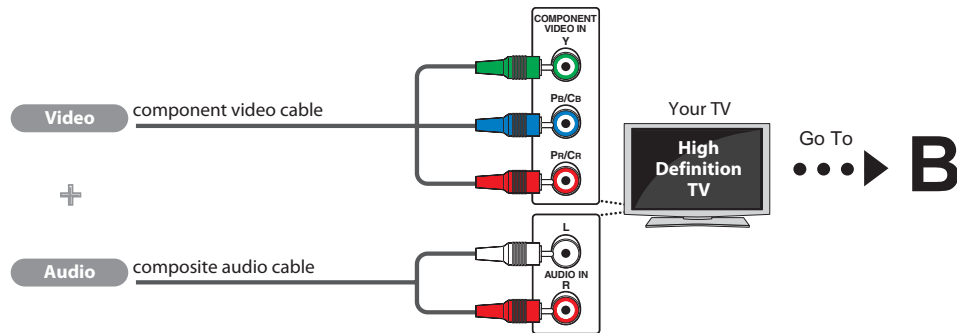 COMPONENT
VIDEO IN
Y
Video
component video cable
PB/CB
PR/CR
Your TV
High
Definition
TV
Go To
B
+
Audio
composite audio cable
L
AUDIO IN
R